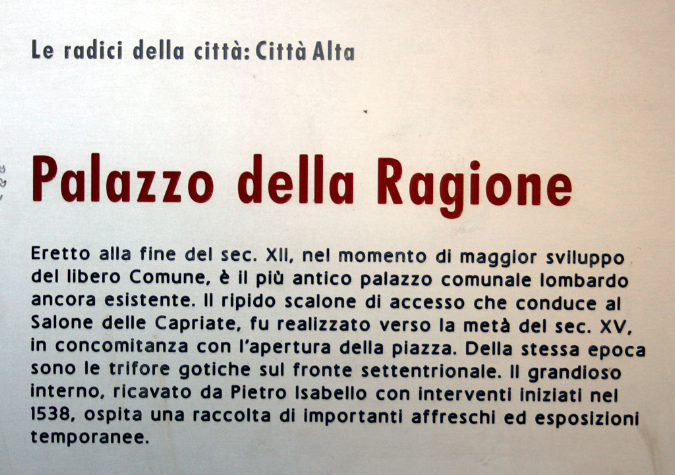 Le radici della città: Città Alta
Palazzo della Ragione
Eretto alla fine del sec. XII, nel momento di maggior sviluppo
del libero Comune, è il più antico palazzo comunale lombardo
ancora esistente. Il ripido scalone di accesso che conduce al
Salone delle Capriate, fu realizzato verso la metà del sec. XV,
in concomitanza con l'apertura della piazza. Della stessa epoca
sono le trifore gotiche sul fronte settentrionale. Il grandioso
interno, ricavato da Pietro Isabello con interventi iniziati nel
1538, ospita una raccolta di importanti affreschi ed esposizioni
temporanee.